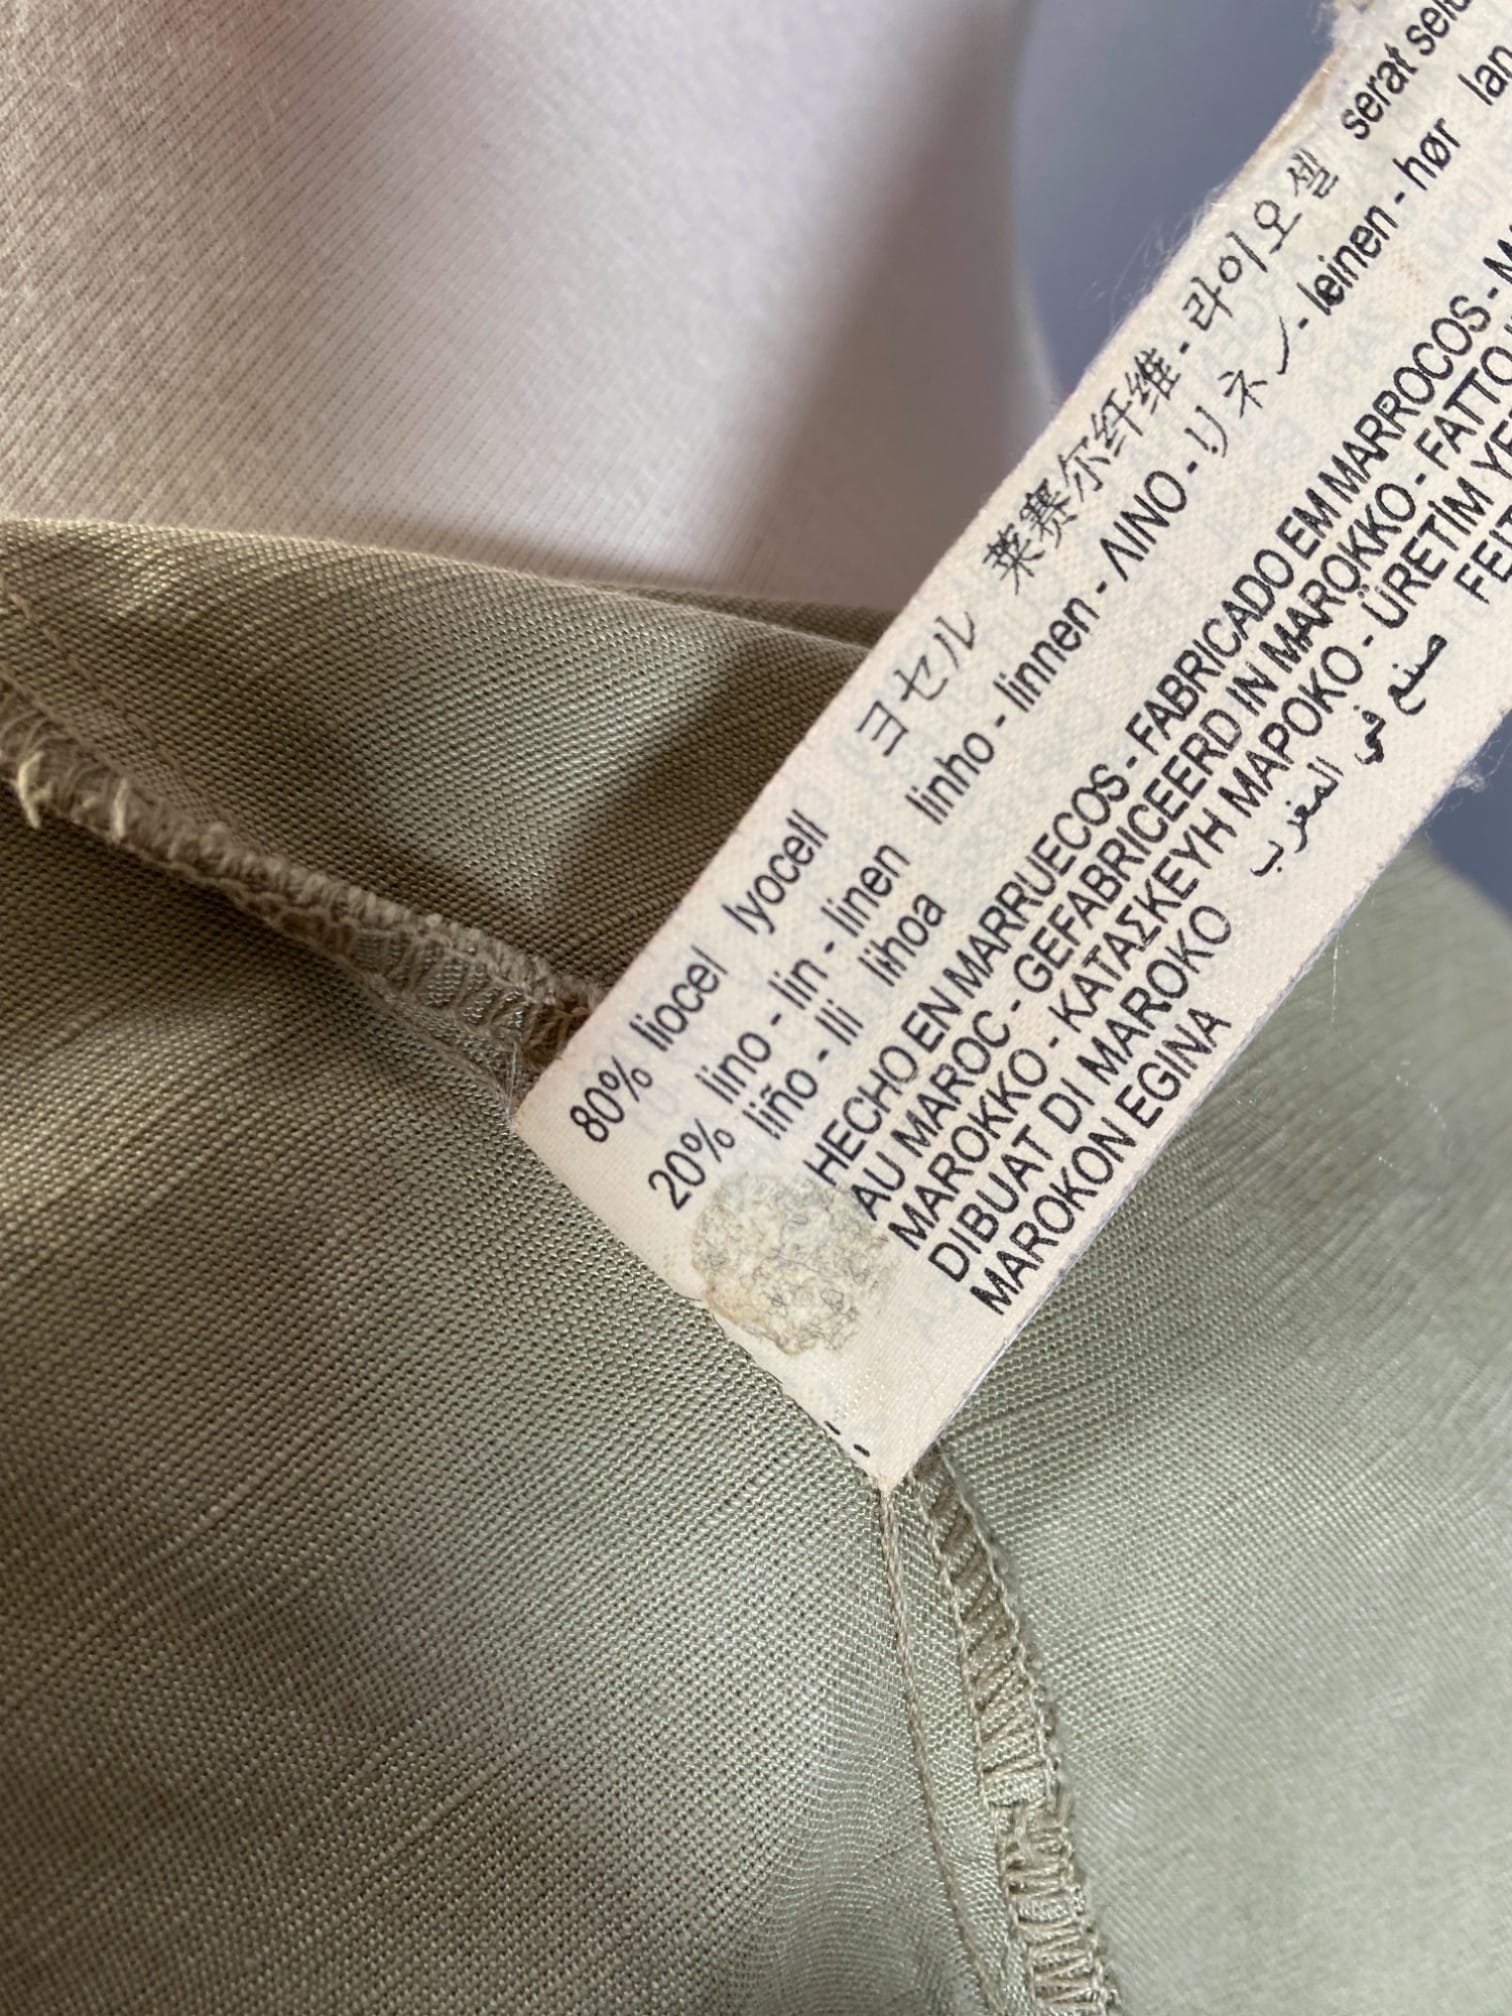 80% liocel lyocell ヨセル 莱赛尔纤维 - 라이오셀 serat
20% lino - lin - linen linho - linnen - ΛΙΝΟ - リネン - leinen - hør
liño - lli lihoa
HECHO EN MARRUECOS - FABRICADO EM MARROCOS -
AU MAROC - GEFABRICEERD IN MAROKKO - FATTO
MAROKKO - ΚΑΤΑΣΚΕΥΗ ΜΑΡΟΚΟ - ÜRETİM
DIBUAT DI MAROKO صنع في المغرب
MAROKON EGINA